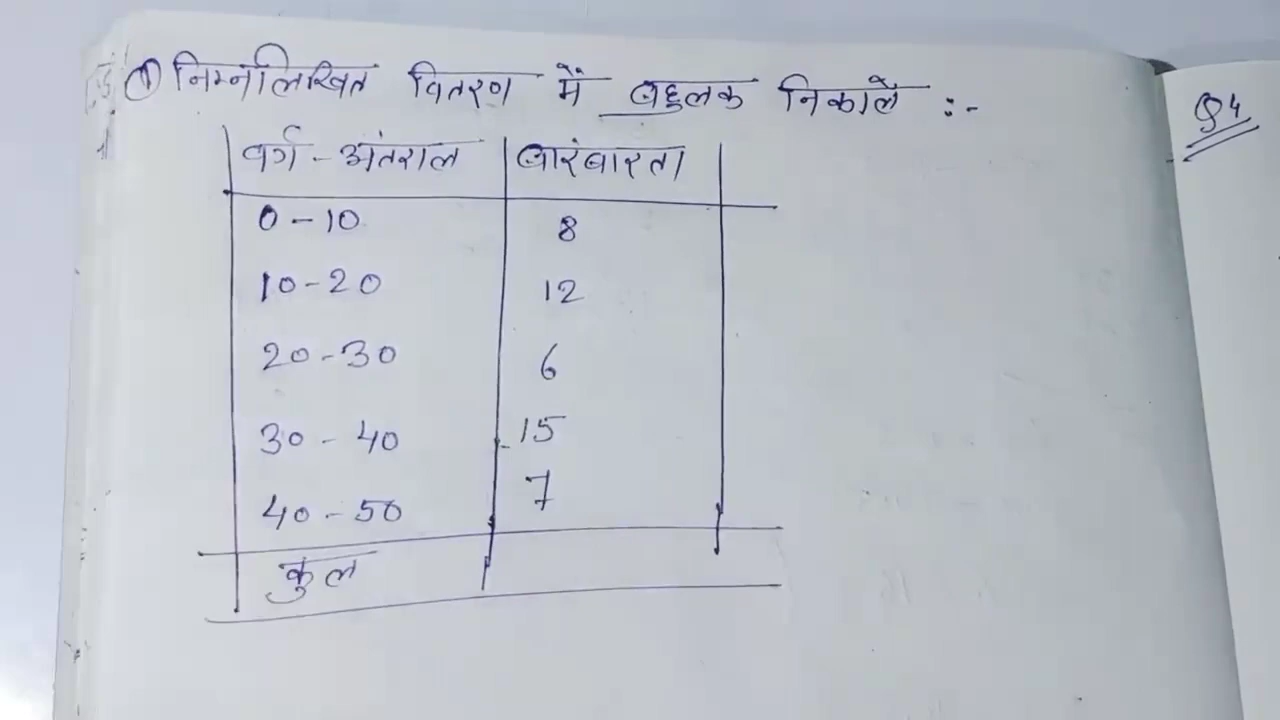 ① निम्नलिखित वितरण में बहुलक निकालें :-
वर्ग - अंतराल बारंबारता
0 - 10 8
10 - 20 12
20 - 30 6
30 - 40 15
40 - 50 7
कुल
Q4